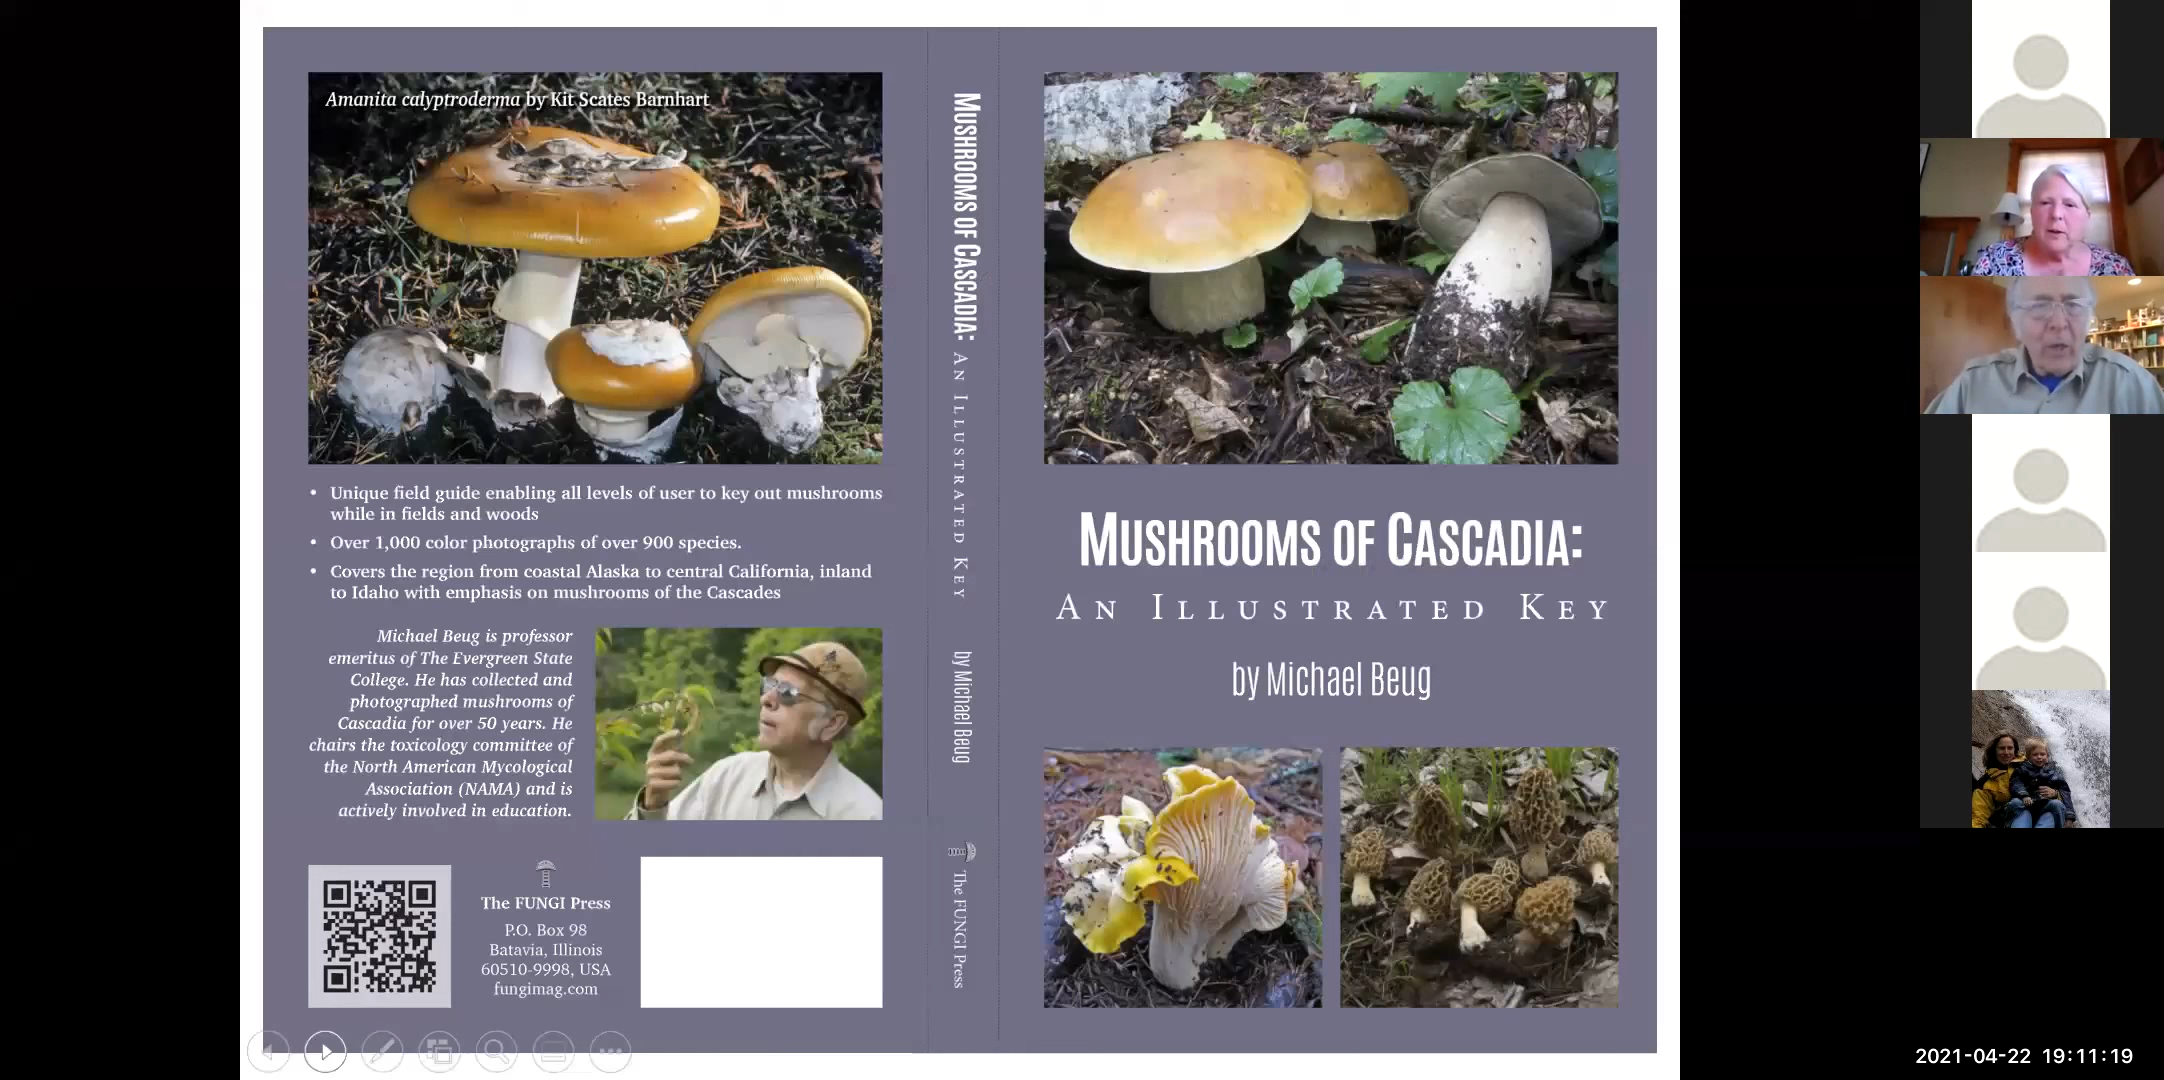 Amanita calyptroderma by Kit Scates Barnhart
• Unique field guide enabling all levels of user to key out mushrooms
while in fields and woods
• Over 1,000 color photographs of over 900 species.
• Covers the region from coastal Alaska to central California, inland
to Idaho with emphasis on mushrooms of the Cascades
Michael Beug is professor
emeritus of The Evergreen State
College. He has collected and
photographed mushrooms of
Cascadia for over 50 years. He
chairs the toxicology committee of
the North American Mycological
Association (NAMA) and is
actively involved in education.
The FUNGI Press
P.O. Box 98
Batavia, Illinois
60510-9998, USA
fungimag.com
MUSHROOMS OF CASCADIA: AN ILLUSTRATED KEY by Michael Beug The FUNGI Press
MUSHROOMS OF CASCADIA:
AN ILLUSTRATED KEY
by Michael Beug
2021-04-22 19:11:19